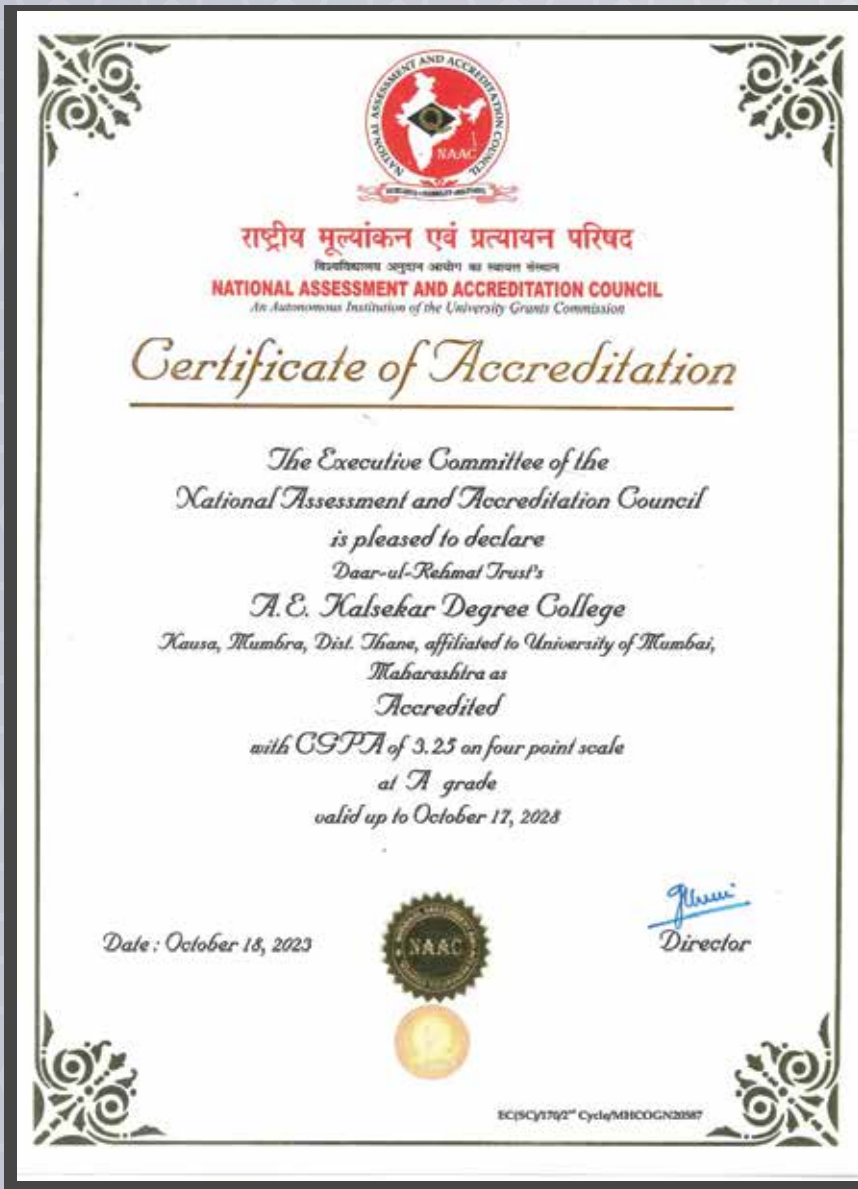 NATIONAL ASSESSMENT AND ACCREDITATION COUNCIL
NAAC
राष्ट्रीय मूल्यांकन एवं प्रत्यायन परिषद
विश्वविद्यालय अनुदान आयोग का स्वायत्त संस्थान
NATIONAL ASSESSMENT AND ACCREDITATION COUNCIL
An Autonomous Institution of the University Grants Commission
Certificate of Accreditation
The Executive Committee of the
National Assessment and Accreditation Council
is pleased to declare
Daar-ul-Rehmat Trust's
A.E. Kalsekar Degree College
Kausa, Mumbra, Dist. Thane, affiliated to University of Mumbai,
Maharashtra as
Accredited
with CGPA of 3.25 on four point scale
at A grade
valid up to October 17, 2028
Date : October 18, 2023
NAAC
Director
EC(SC)/170/2nd Cycle/MHCOGN20587